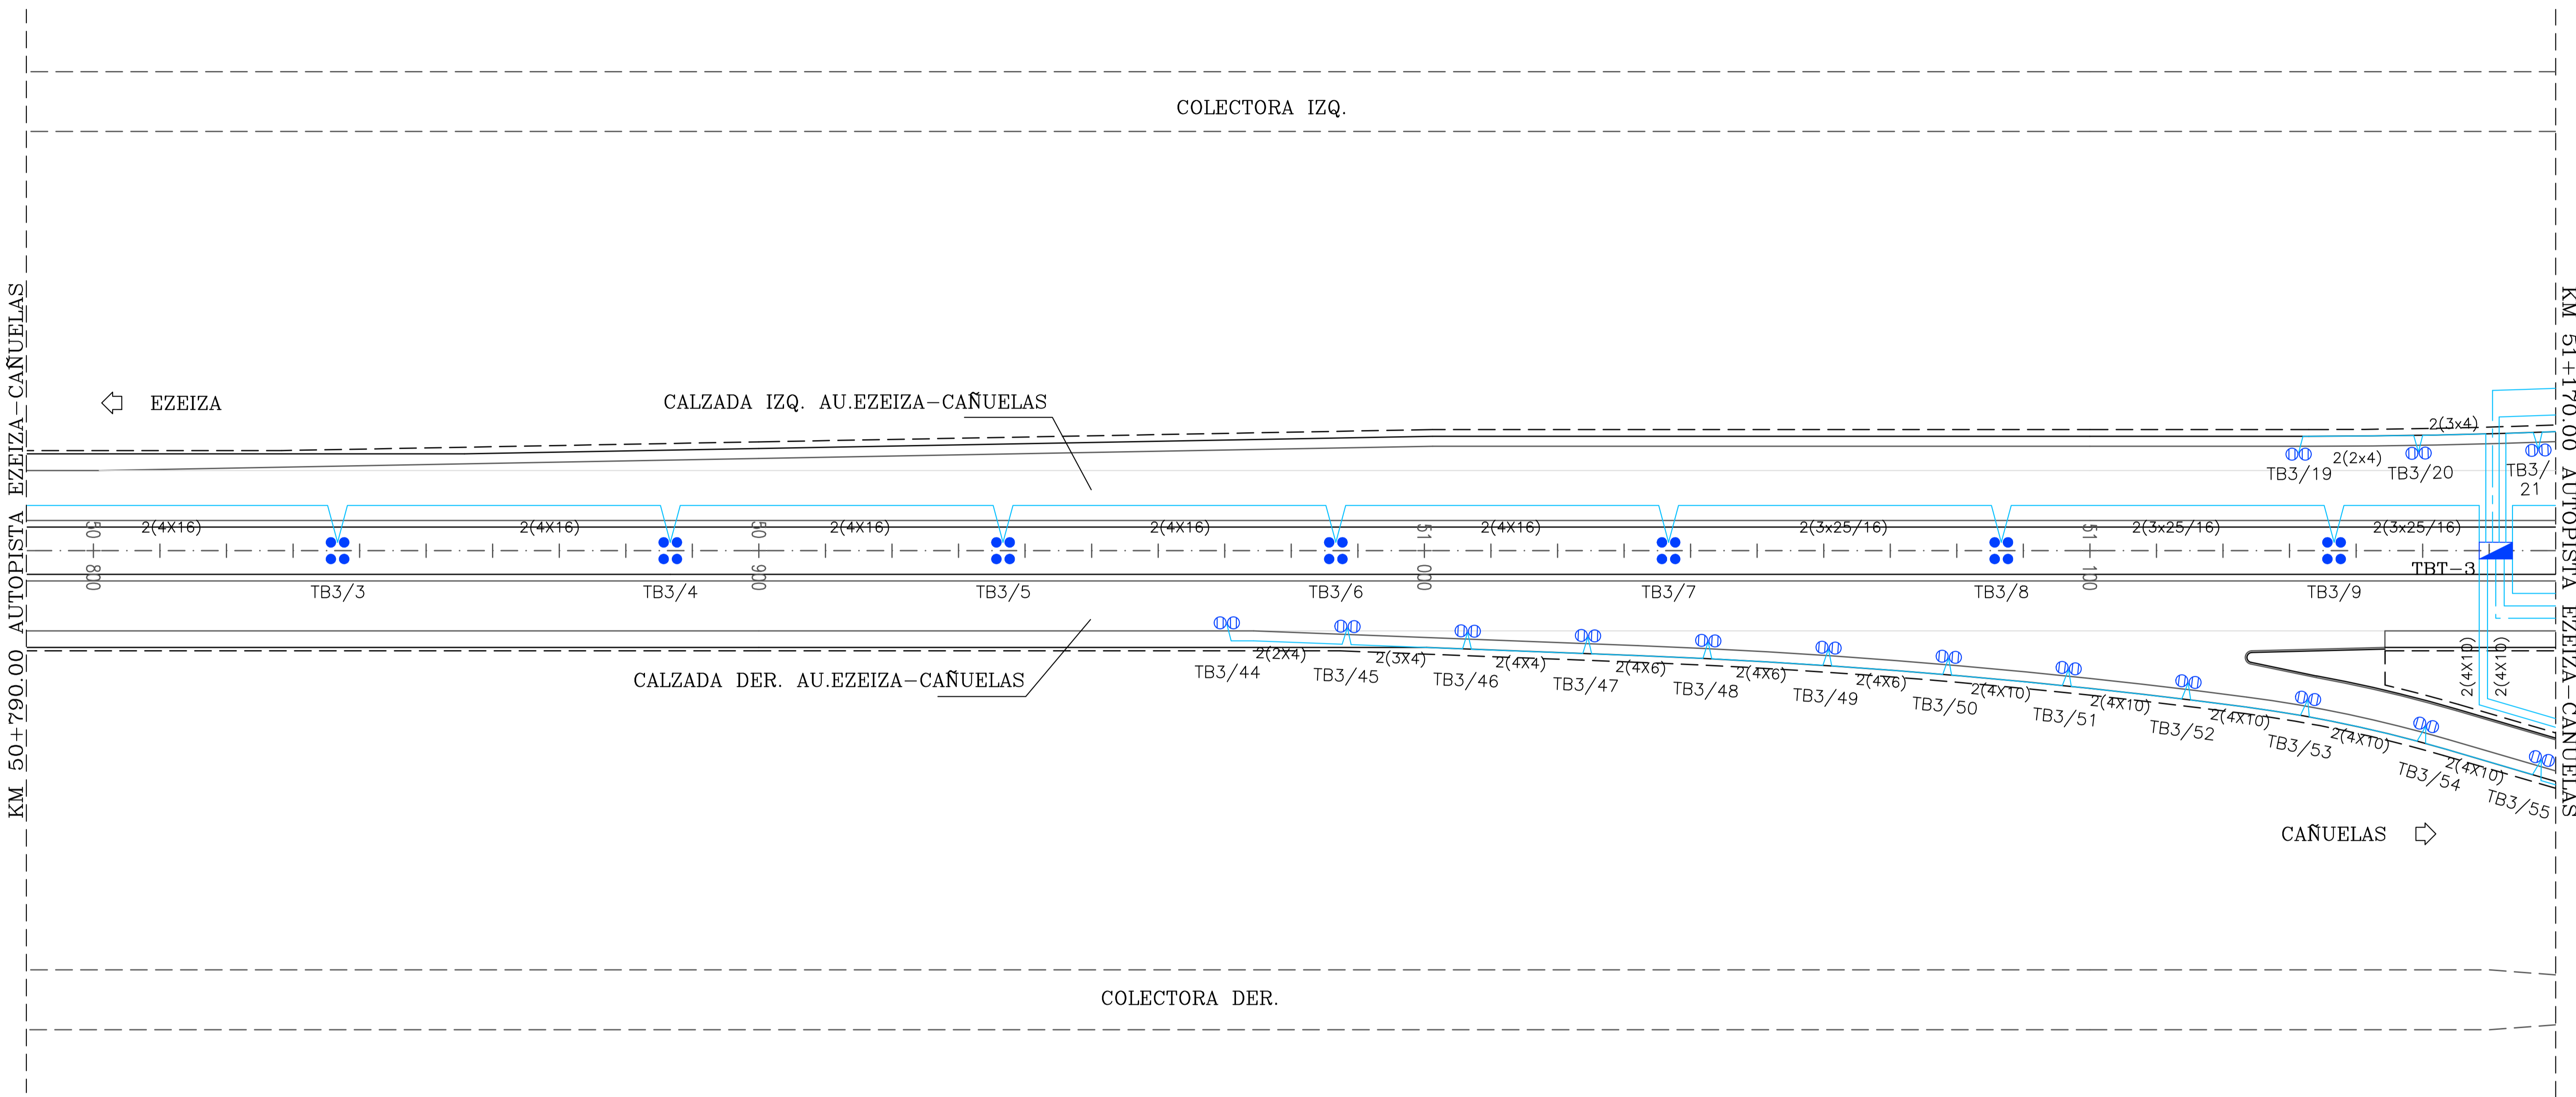 COLECTORA IZQ.
KM 50+790.00 AUTOPISTA EZEIZA-CAÑUELAS
KM 51+170.00 AUTOPISTA EZEIZA-CAÑUELAS
EZEIZA
CALZADA IZQ. AU.EZEIZA-CAÑUELAS
2(3x4)
2(2x4)
TB3/19
TB3/20
TB3/
21
2(4X16)
2(4X16)
2(4X16)
2(4X16)
2(4X16)
2(3x25/16)
2(3x25/16)
2(3x25/16)
50 800
50 900
51 000
51 100
TBT-3
TB3/3
TB3/4
TB3/5
TB3/6
TB3/7
TB3/8
TB3/9
2(2X4)
2(3X4)
2(4X4)
2(4X6)
2(4X6)
2(4X6)
2(4X10)
2(4X10)
2(4X10)
2(4X10)
2(4X10)
2(4X10)
2(4X10)
TB3/44
TB3/45
TB3/46
TB3/47
TB3/48
TB3/49
TB3/50
TB3/51
TB3/52
TB3/53
TB3/54
TB3/55
CALZADA DER. AU.EZEIZA-CAÑUELAS
CAÑUELAS
COLECTORA DER.